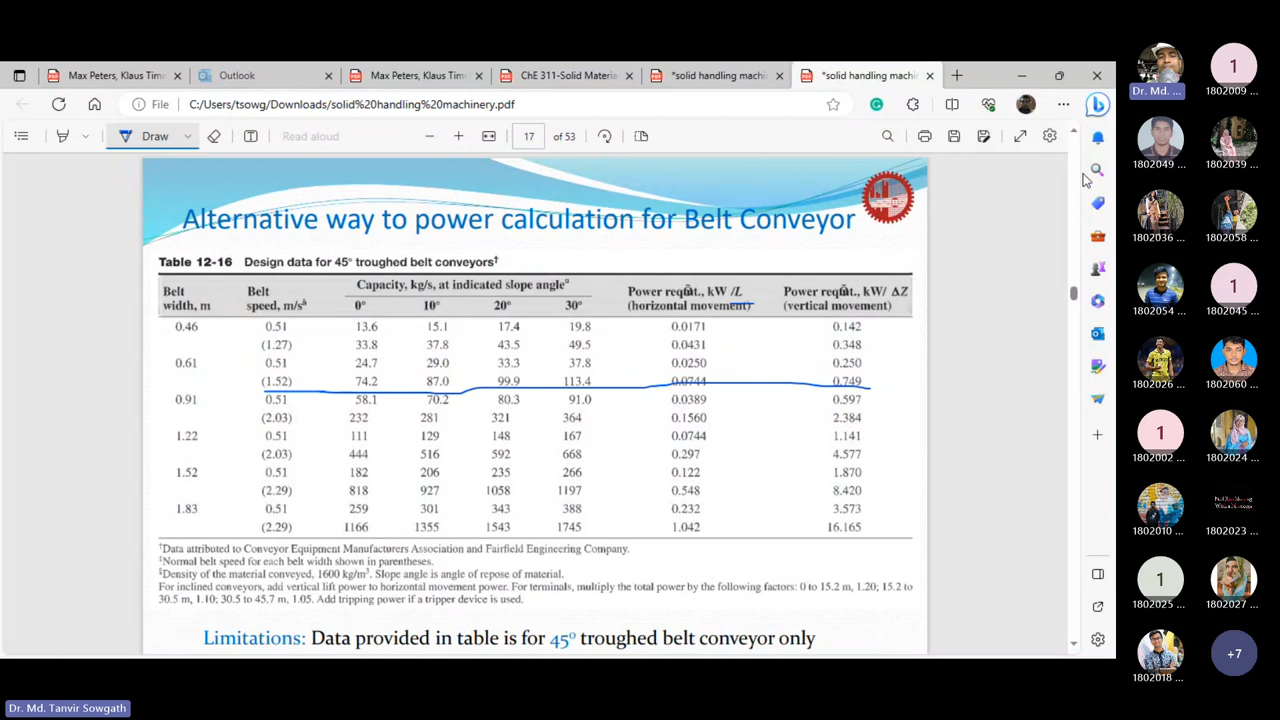 Max Peters, Klaus Timn
Outlook
Max Peters, Klaus Timn
ChE 311-Solid Materia
*solid handling machin
*solid handling machin
File C:/Users/tsowg/Downloads/solid%20handling%20machinery.pdf
Draw Read aloud 17 of 53
Alternative way to power calculation for Belt Conveyor
Table 12-16 Design data for 45° troughed belt conveyors†
Belt width, m Belt speed, m/s‡ Capacity, kg/s, at indicated slope angle§ Power reqmt., kW /L (horizontal movement) Power reqmt., kW/ ΔZ (vertical movement)
0° 10° 20° 30°
0.46 0.51 13.6 15.1 17.4 19.8 0.0171 0.142
(1.27) 33.8 37.8 43.5 49.5 0.0431 0.348
0.61 0.51 24.7 29.0 33.3 37.8 0.0250 0.250
(1.52) 74.2 87.0 99.9 113.4 0.0744 0.749
0.91 0.51 58.1 70.2 80.3 91.0 0.0389 0.597
(2.03) 232 281 321 364 0.1560 2.384
1.22 0.51 111 129 148 167 0.0744 1.141
(2.03) 444 516 592 668 0.297 4.577
1.52 0.51 182 206 235 266 0.122 1.870
(2.29) 818 927 1058 1197 0.548 8.420
1.83 0.51 259 301 343 388 0.232 3.573
(2.29) 1166 1355 1543 1745 1.042 16.165
†Data attributed to Conveyor Equipment Manufacturers Association and Fairfield Engineering Company.
‡Normal belt speed for each belt width shown in parentheses.
§Density of the material conveyed, 1600 kg/m³. Slope angle is angle of repose of material.
For inclined conveyors, add vertical lift power to horizontal movement power. For terminals, multiply the total power by the following factors: 0 to 15.2 m, 1.20; 15.2 to
30.5 m, 1.10; 30.5 to 45.7 m, 1.05. Add tripping power if a tripper device is used.
Limitations: Data provided in table is for 45° troughed belt conveyor only
Dr. Md. Tanvir Sowgath
Dr. Md. ...
1
1802009 ...
1802049 ...
1802039 ...
1802036 ...
1802058 ...
1802054 ...
1
1802045 ...
1802026 ...
1802060 ...
1
1802002 ...
1802024 ...
1802010 ...
1802023 ...
1
1802025 ...
1802027 ...
1802018 ...
+7